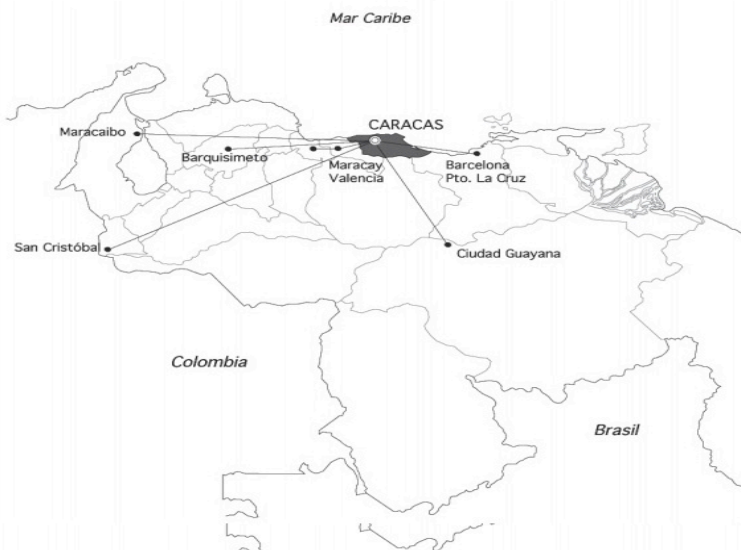 Mar Caribe
CARACAS
Maracaibo
Barquisimeto
Maracay
Valencia
Barcelona
Pto. La Cruz
San Cristóbal
Ciudad Guayana
Colombia
Brasil